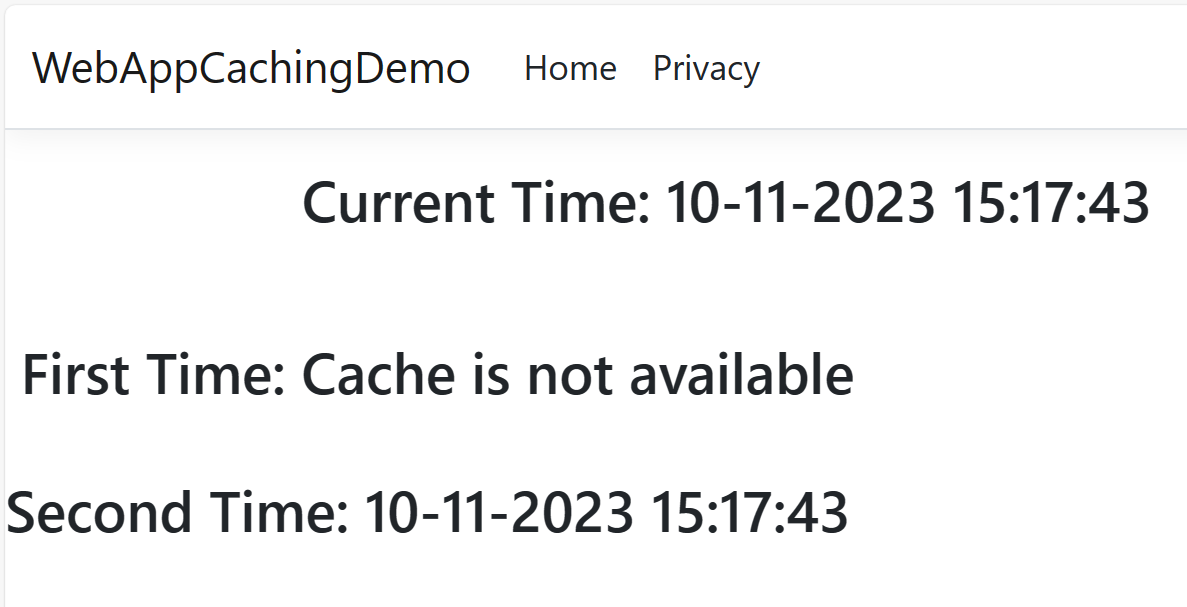 WebAppCachingDemo Home Privacy
Current Time: 10-11-2023 15:17:43
First Time: Cache is not available
Second Time: 10-11-2023 15:17:43